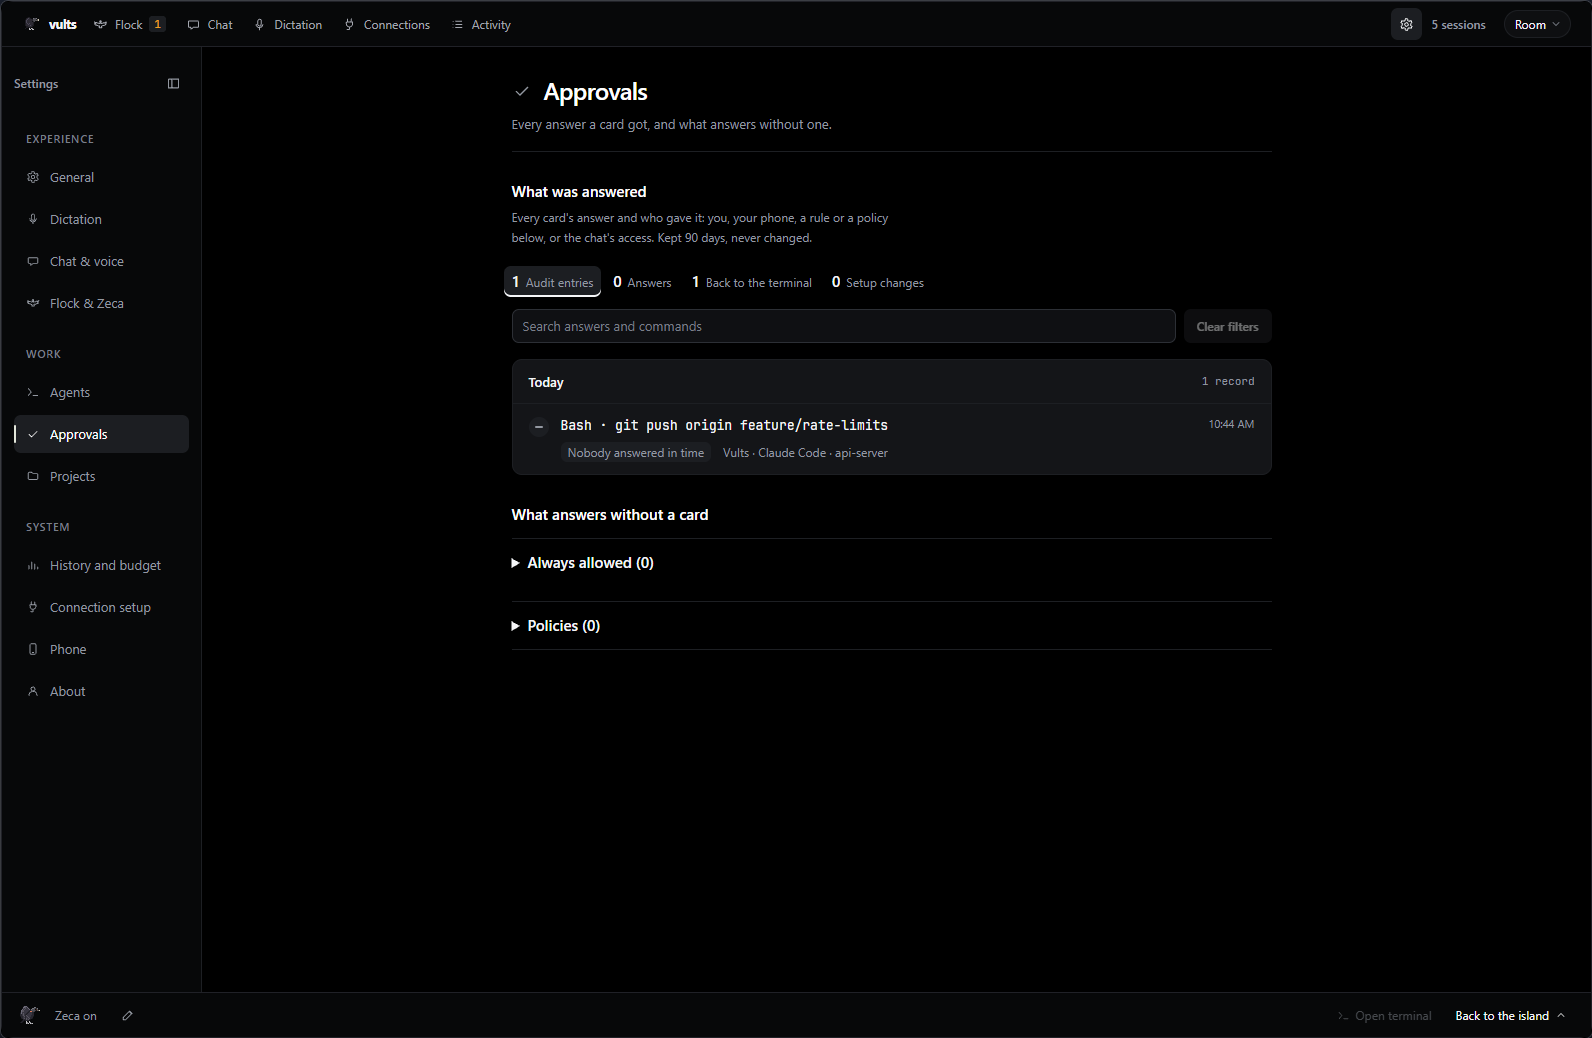 vults
Flock 1
Chat
Dictation
Connections
Activity
5 sessions
Room
Settings
EXPERIENCE
General
Dictation
Chat & voice
Flock & Zeca
WORK
Agents
Approvals
Projects
SYSTEM
History and budget
Connection setup
Phone
About
Approvals
Every answer a card got, and what answers without one.
What was answered
Every card's answer and who gave it: you, your phone, a rule or a policy
below, or the chat's access. Kept 90 days, never changed.
1 Audit entries
0 Answers
1 Back to the terminal
0 Setup changes
Search answers and commands
Clear filters
Today
1 record
Bash · git push origin feature/rate-limits
10:44 AM
Nobody answered in time
Vults · Claude Code · api-server
What answers without a card
Always allowed (0)
Policies (0)
Zeca on
Open terminal
Back to the island